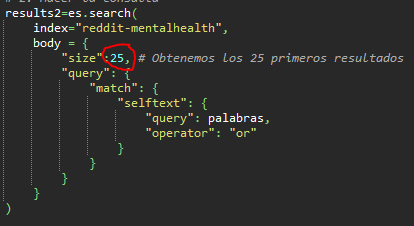 results2=es.search(
index="reddit-mentalhealth",
body = {
"size":25, # Obtenemos los 25 primeros resultados
"query": {
"match": {
"selftext": {
"query": palabras,
"operator": "or"
}
}
}
}
)